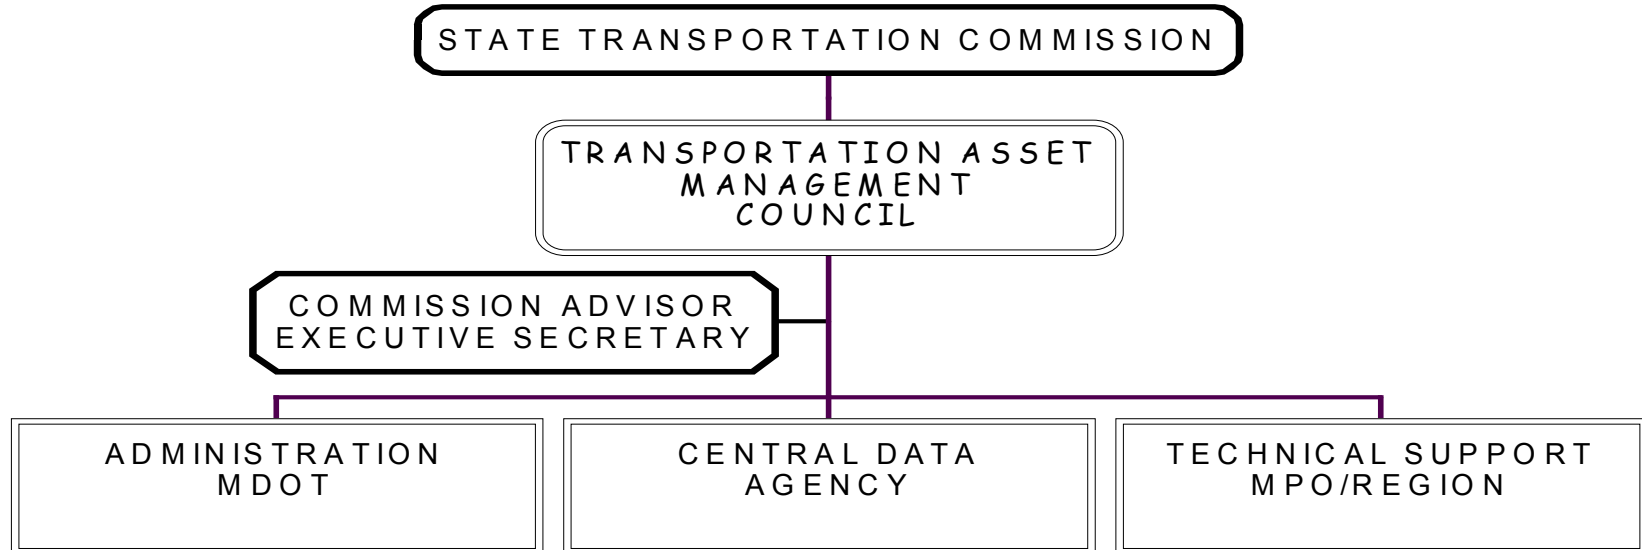 STATE TRANSPORTATION COMMISSION
TRANSPORTATION ASSET
MANAGEMENT
COUNCIL
COMMISSION ADVISOR
EXECUTIVE SECRETARY
ADMINISTRATION
MDOT
CENTRAL DATA
AGENCY
TECHNICAL SUPPORT
MPO/REGION